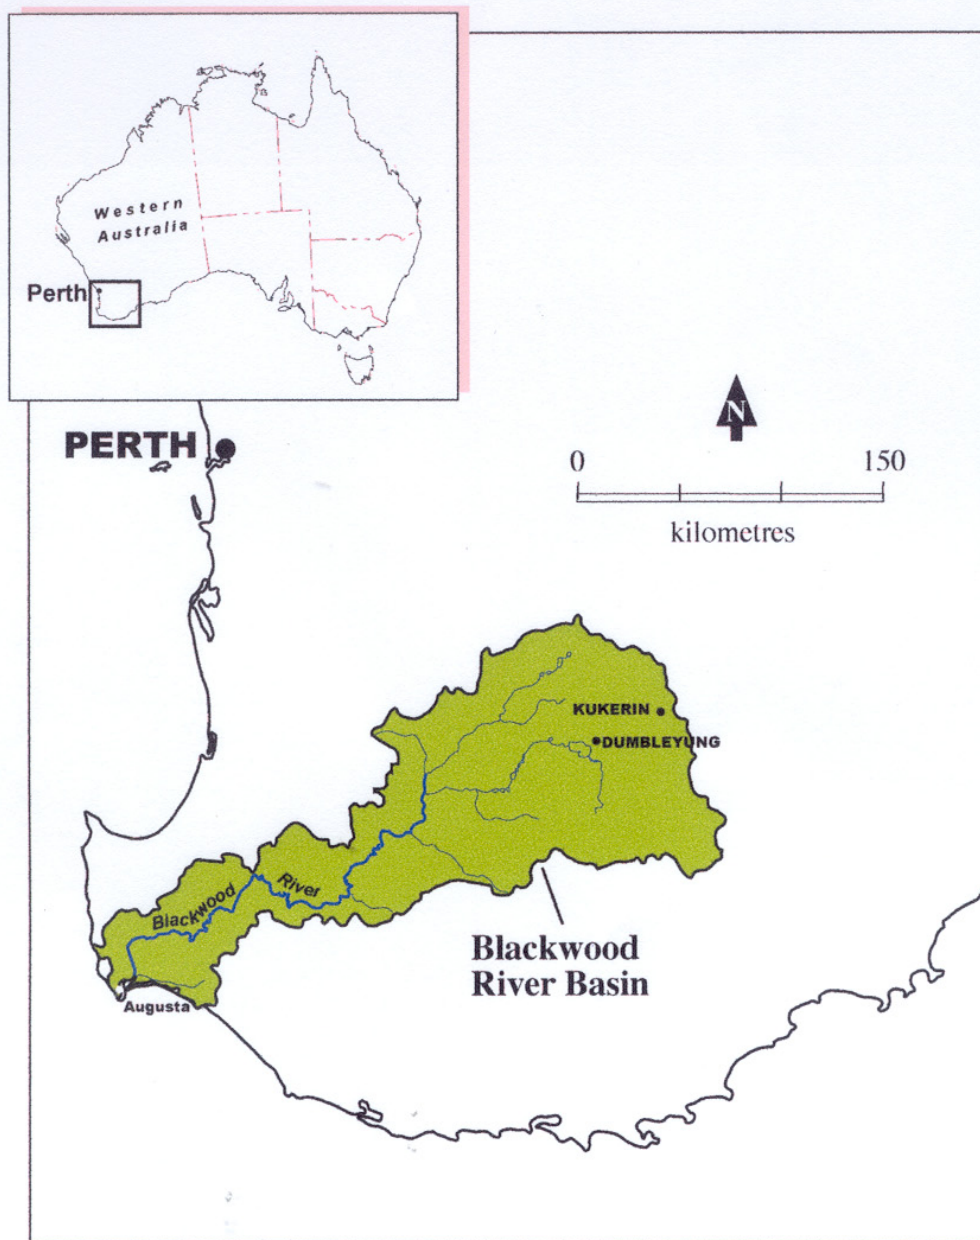 Western
Australia
Perth
PERTH
N
0 150
kilometres
KUKERIN
DUMBLEYUNG
Blackwood River
Blackwood
River Basin
Augusta